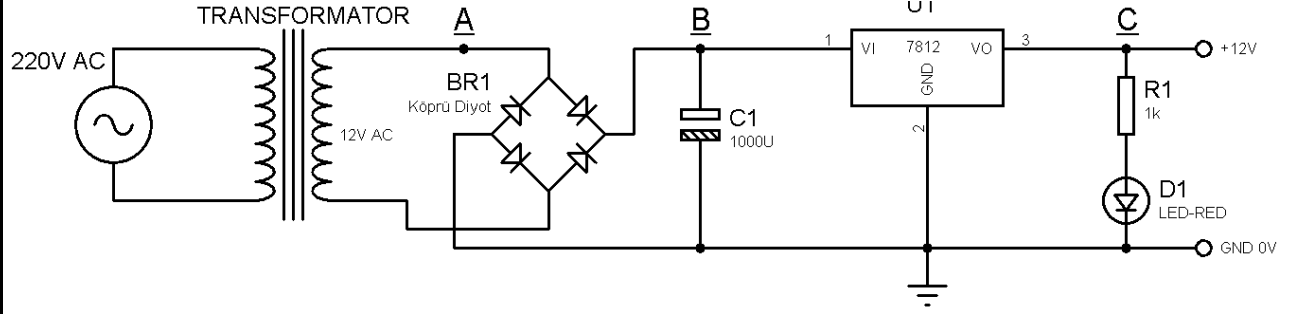 TRANSFORMATOR
220V AC
12V AC
A
BR1
Köprü Diyot
B
C1
1000U
U1
1
VI
7812
VO
3
GND
2
C
R1
1k
D1
LED-RED
+12V
GND 0V